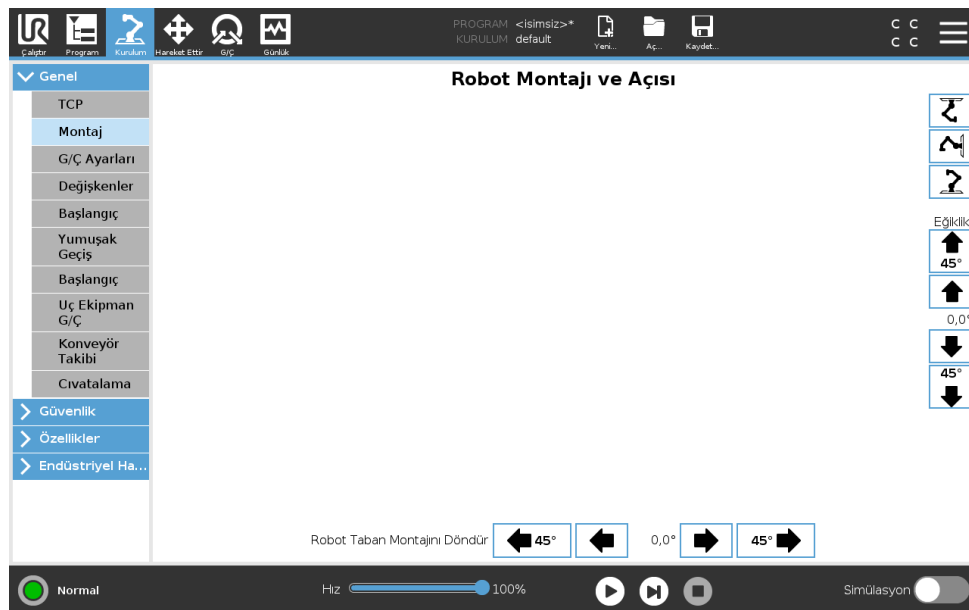 PROGRAM <isimsiz>*
KURULUM default
C C
C C
Çalıştır Program Kurulum Hareket Ettir G/Ç Günlük Yeni... Aç... Kaydet...
Genel
TCP
Montaj
G/Ç Ayarları
Değişkenler
Başlangıç
Yumuşak
Geçiş
Başlangıç
Uç Ekipman
G/Ç
Konveyör
Takibi
Cıvatalama
Güvenlik
Özellikler
Endüstriyel Ha...
Robot Montajı ve Açısı
Eğiklik
45°
0,0°
45°
Robot Taban Montajını Döndür 45° 0,0° 45°
Normal Hız 100% Simülasyon